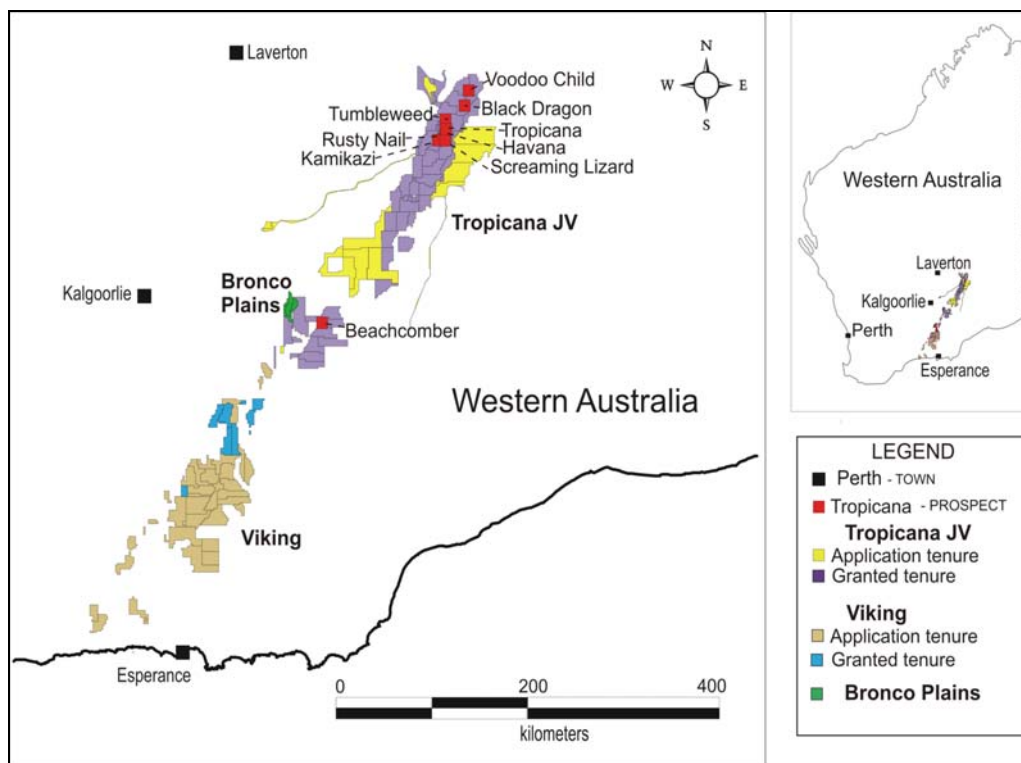 Laverton
N
W E
S
Voodoo Child
Black Dragon
Tumbleweed
Tropicana
Rusty Nail
Havana
Kamikazi
Screaming Lizard
Tropicana JV
Bronco
Plains
Kalgoorlie
Beachcomber
Western Australia
Viking
Esperance
0 200 400
kilometers
Western Australia
Laverton
Kalgoorlie
Perth
Esperance
LEGEND
Perth - TOWN
Tropicana - PROSPECT
Tropicana JV
Application tenure
Granted tenure
Viking
Application tenure
Granted tenure
Bronco Plains